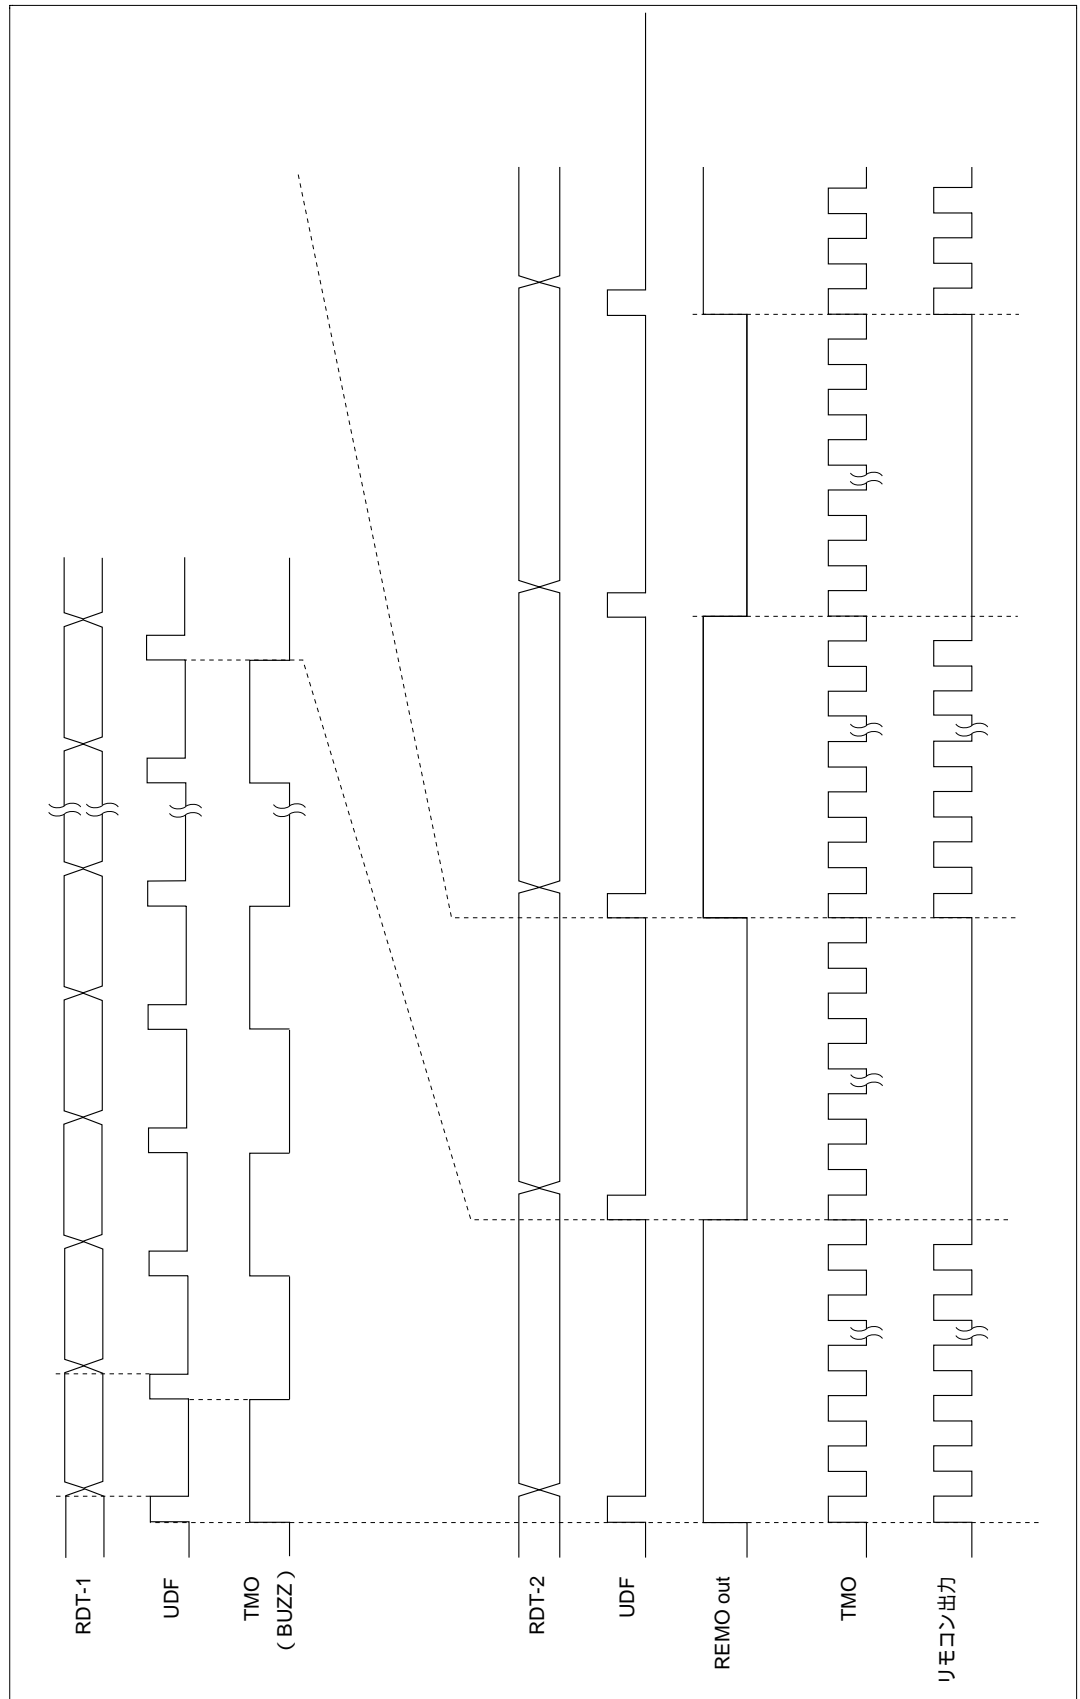 RDT-1
UDF
TMO
( BUZZ )
RDT-2
UDF
REMO out
TMO
リモコン出力